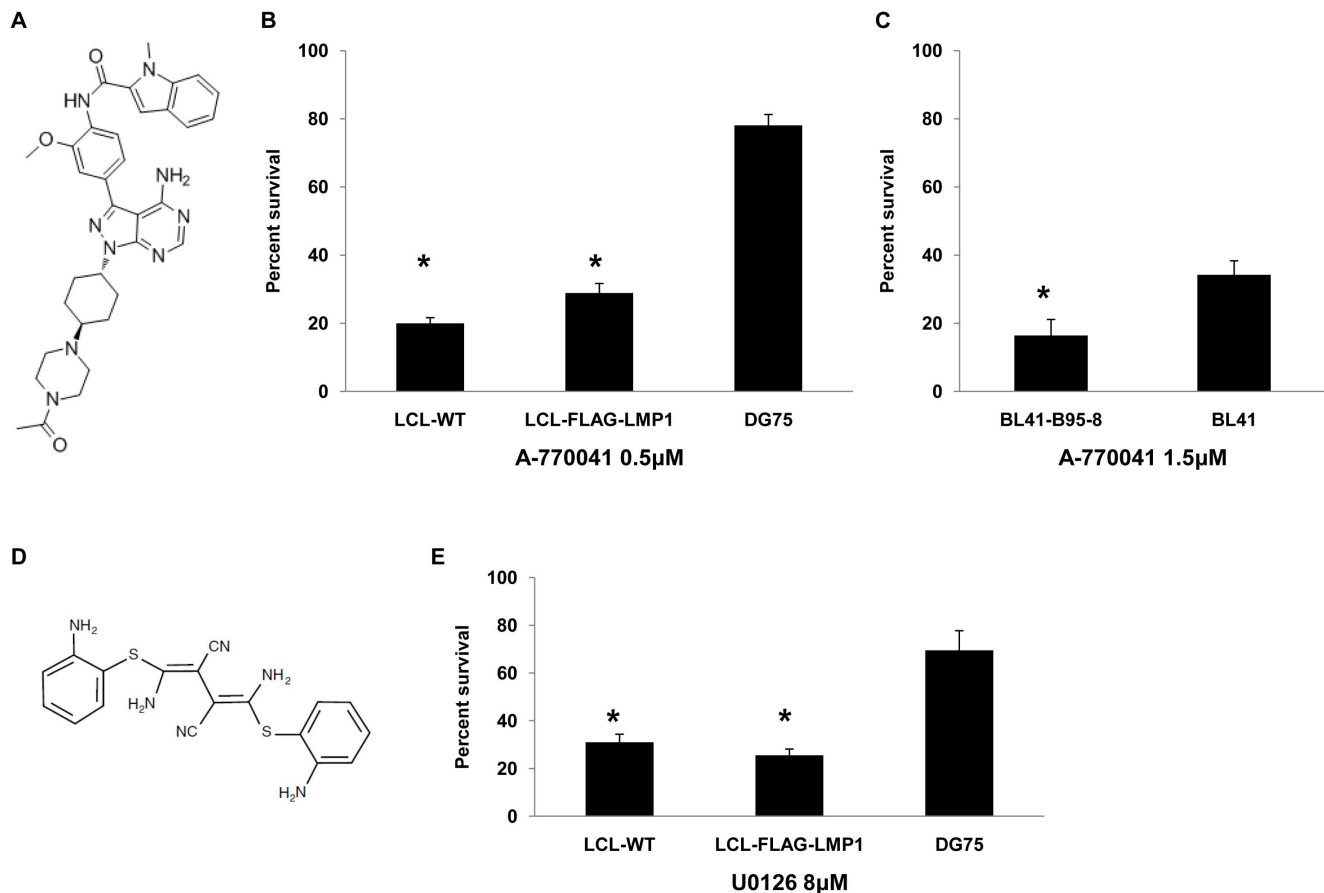 A
O
N
HN
O
NH₂
N
N
N
N
N
N
N
O
B
100
80
60
40
20
0
Percent survival
*
*
LCL-WT
LCL-FLAG-LMP1
DG75
A-770041 0.5µM
C
100
80
60
40
20
0
Percent survival
*
BL41-B95-8
BL41
A-770041 1.5µM
D
NH₂
S
CN
H₂N
NH₂
NC
S
H₂N
E
100
80
60
40
20
0
Percent survival
*
*
LCL-WT
LCL-FLAG-LMP1
DG75
U0126 8µM